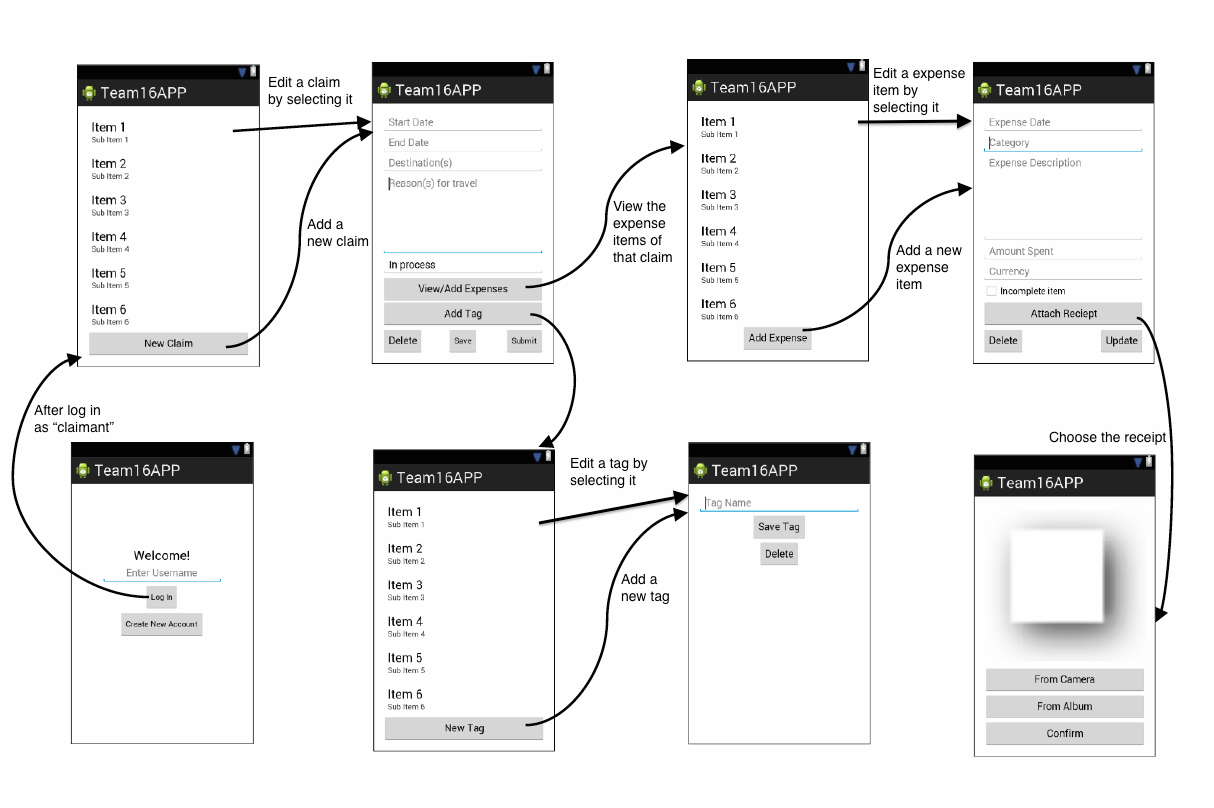 Team16APP
Item 1
Sub Item 1
Item 2
Sub Item 2
Item 3
Sub Item 3
Item 4
Sub Item 4
Item 5
Sub Item 5
Item 6
Sub Item 6
New Claim
Edit a claim
by selecting it
Add a
new claim
Team16APP
Start Date
End Date
Destination(s)
Reason(s) for travel
In process
View/Add Expenses
Add Tag
Delete
Save
Submit
View the
expense
items of
that claim
Team16APP
Item 1
Sub Item 1
Item 2
Sub Item 2
Item 3
Sub Item 3
Item 4
Sub Item 4
Item 5
Sub Item 5
Item 6
Sub Item 6
Add Expense
Edit a expense
item by
selecting it
Add a new
expense
item
Team16APP
Expense Date
Category
Expense Description
Amount Spent
Currency
Incomplete item
Attach Reciept
Delete
Update
After log in
as “claimant”
Team16APP
Welcome!
Enter Username
Log In
Create New Account
Team16APP
Item 1
Sub Item 1
Item 2
Sub Item 2
Item 3
Sub Item 3
Item 4
Sub Item 4
Item 5
Sub Item 5
Item 6
Sub Item 6
New Tag
Edit a tag by
selecting it
Add a
new tag
Team16APP
Tag Name
Save Tag
Delete
Choose the receipt
Team16APP
From Camera
From Album
Confirm